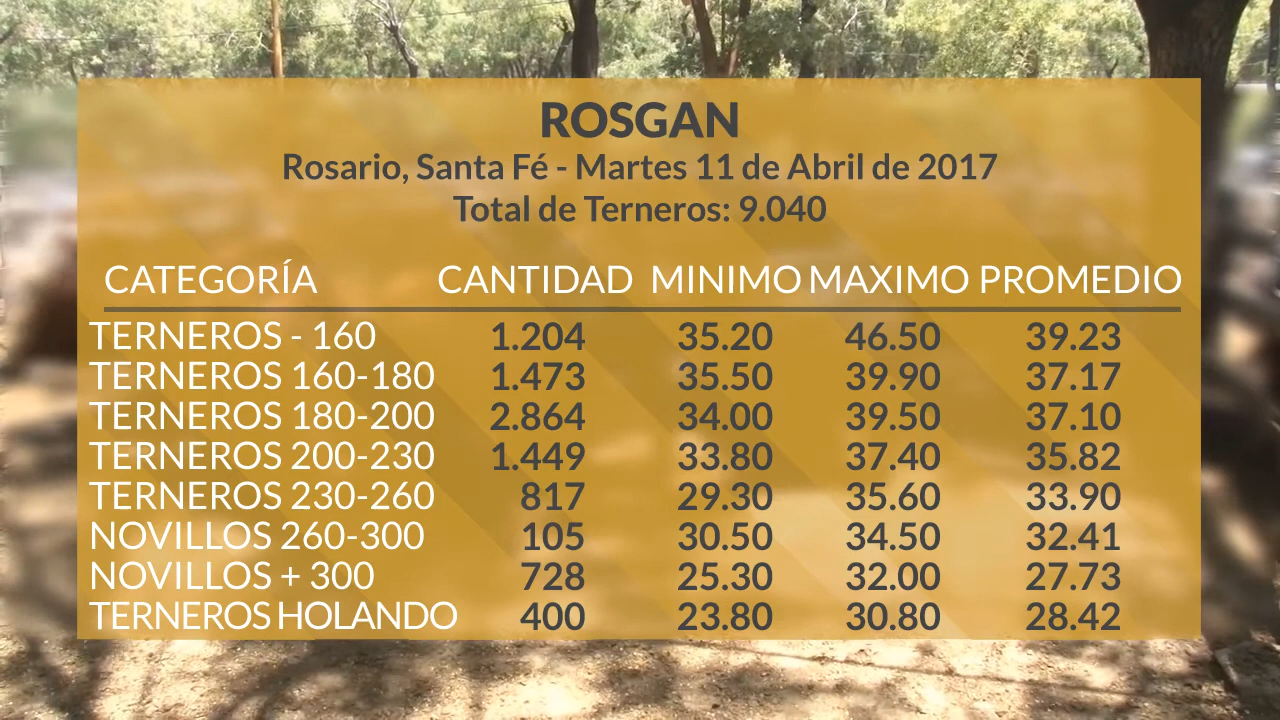 ROSGAN
Rosario, Santa Fé - Martes 11 de Abril de 2017
Total de Terneros: 9.040
CATEGORÍA CANTIDAD MINIMO MAXIMO PROMEDIO
TERNEROS - 160 1.204 35.20 46.50 39.23
TERNEROS 160-180 1.473 35.50 39.90 37.17
TERNEROS 180-200 2.864 34.00 39.50 37.10
TERNEROS 200-230 1.449 33.80 37.40 35.82
TERNEROS 230-260 817 29.30 35.60 33.90
NOVILLOS 260-300 105 30.50 34.50 32.41
NOVILLOS + 300 728 25.30 32.00 27.73
TERNEROS HOLANDO 400 23.80 30.80 28.42